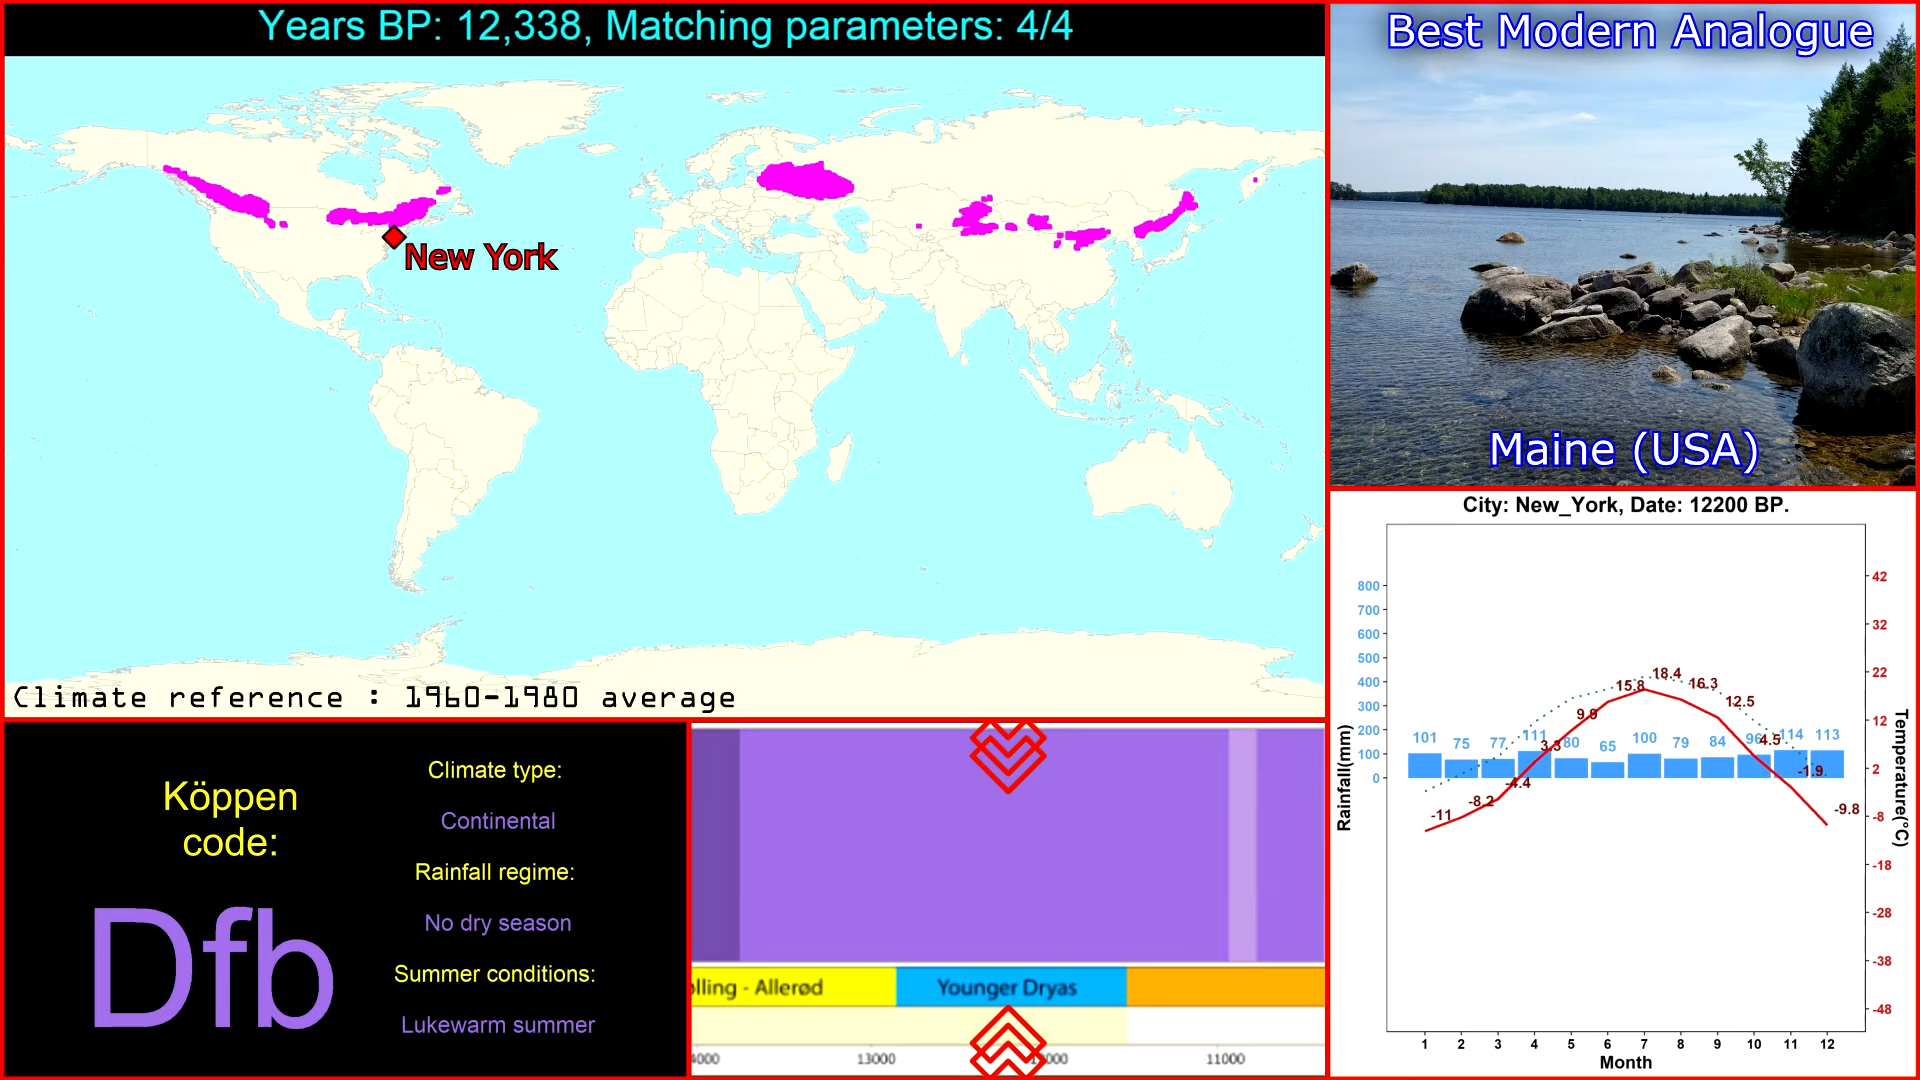 Years BP: 12,338, Matching parameters: 4/4
New York
Climate reference : 1960-1980 average
Best Modern Analogue
Maine (USA)
Köppen
code:
Dfb
Climate type:
Continental
Rainfall regime:
No dry season
Summer conditions:
Lukewarm summer
lling - Allerød
Younger Dryas
13000
11000
City: New_York, Date: 12200 BP.
Rainfall(mm)
800
700
600
500
400
300
200
100
0
101 75 77 111 80 65 100 79 84 96 114 113
-11 -8.2 -4.4 3.3 9.9 15.8 18.4 16.3 12.5 4.5 -1.9 -9.8
42
32
22
12
2
-8
-18
-28
-38
-48
Temperature(°C)
1 2 3 4 5 6 7 8 9 10 11 12
Month